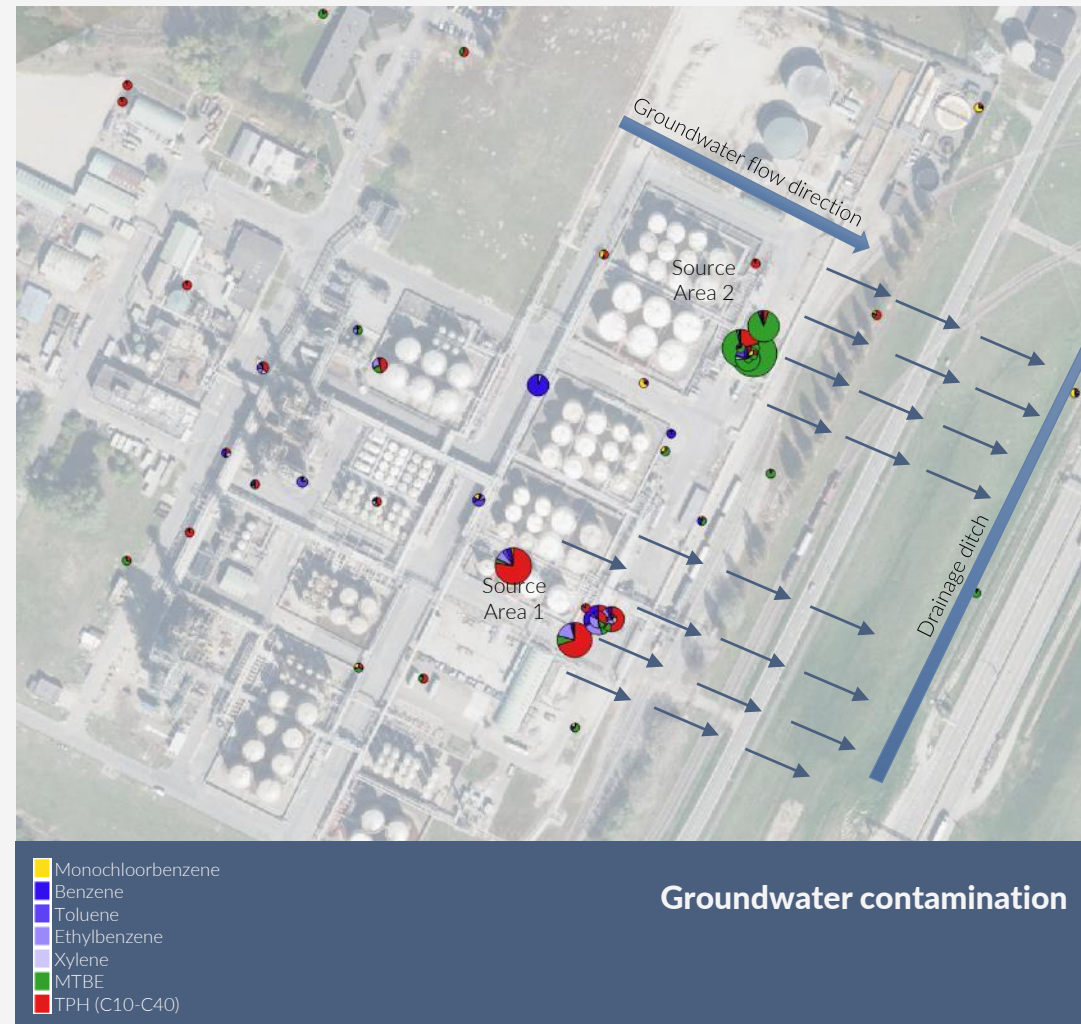 Groundwater flow direction
Source
Area 2
Source
Area 1
Drainage ditch
Monochloorbenzene
Benzene
Toluene
Ethylbenzene
Xylene
MTBE
TPH (C10-C40)
Groundwater contamination